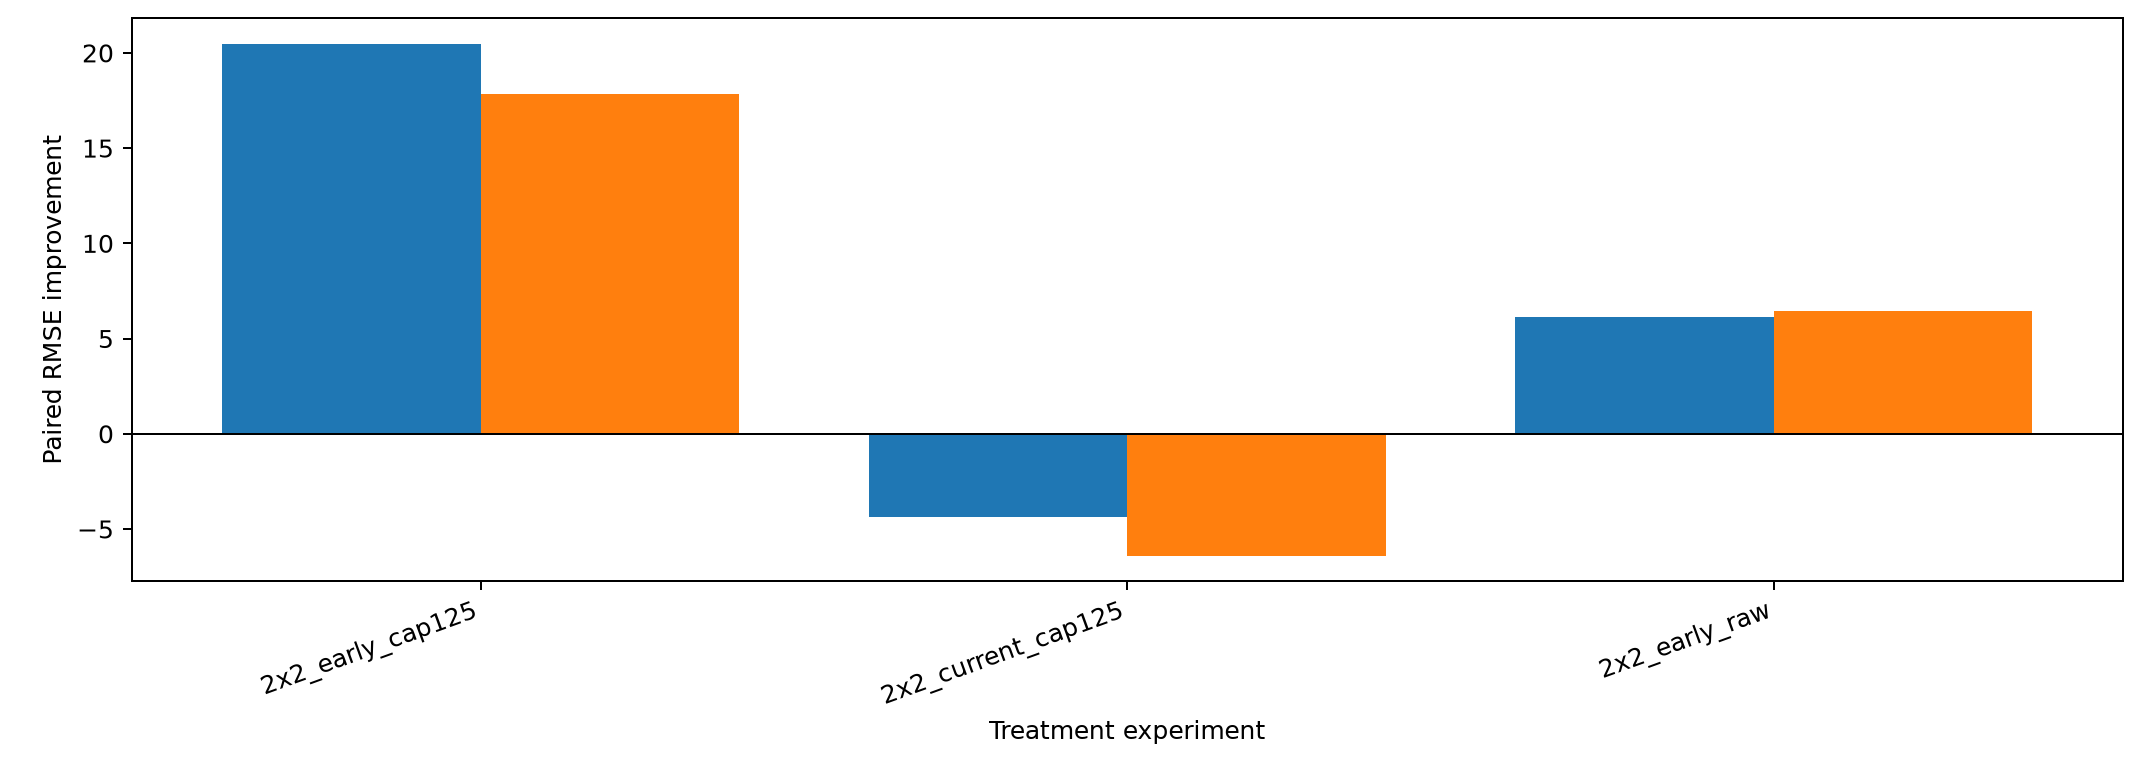 20
15
10
5
0
−5
Paired RMSE improvement
2x2_early_cap125
2x2_current_cap125
2x2_early_raw
Treatment experiment